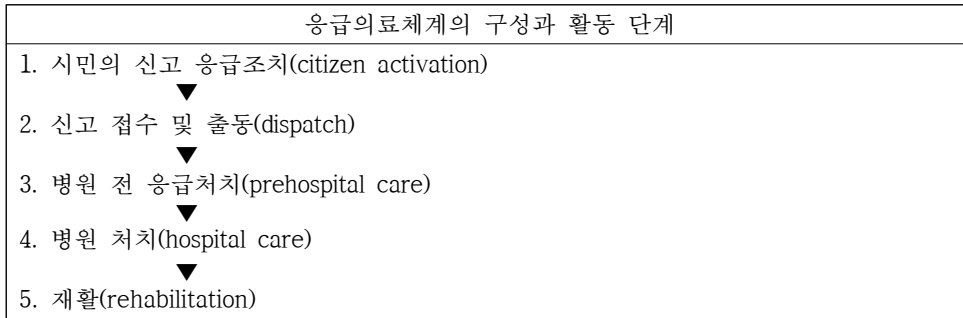 응급의료체계의 구성과 활동 단계
1. 시민의 신고 응급조치(citizen activation)
▼
2. 신고 접수 및 출동(dispatch)
▼
3. 병원 전 응급처치(prehospital care)
▼
4. 병원 처치(hospital care)
▼
5. 재활(rehabilitation)